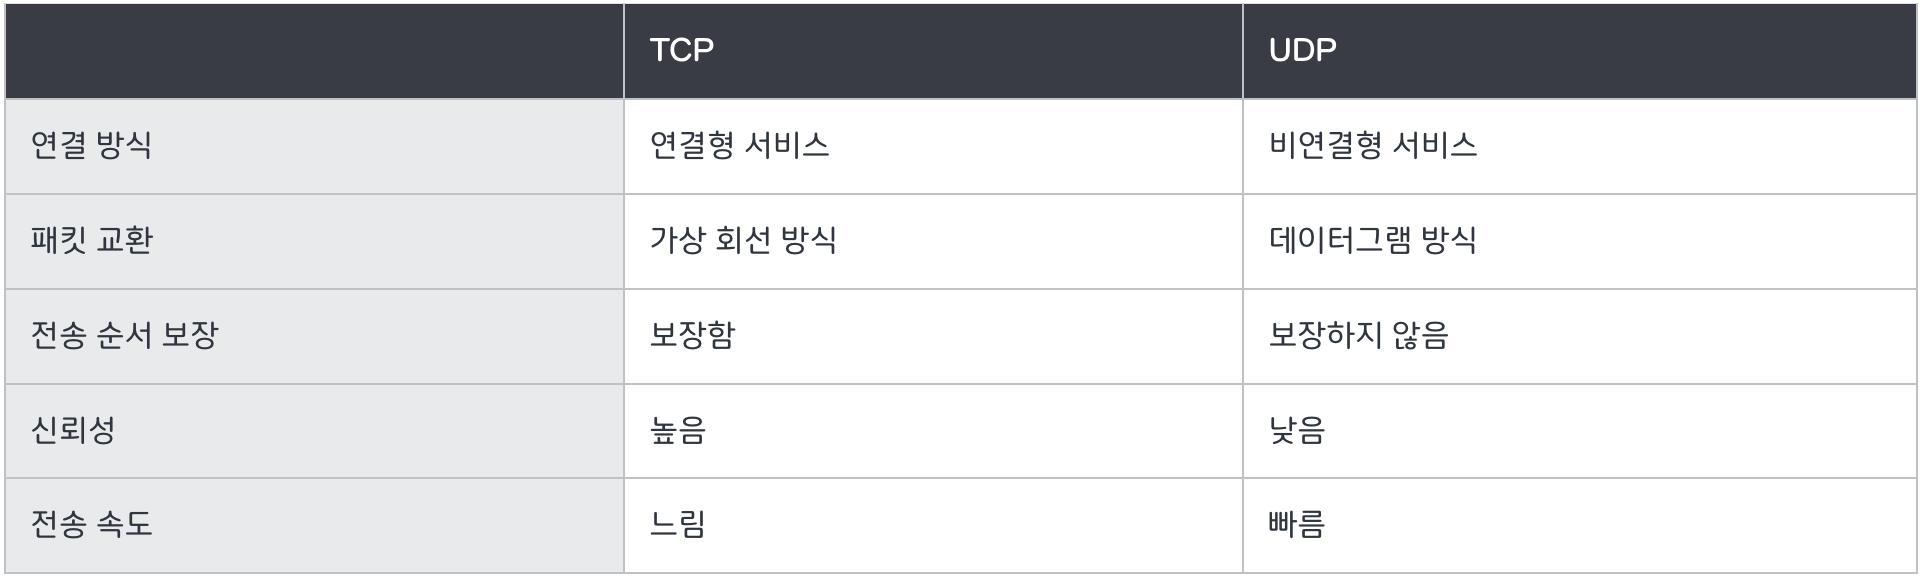 TCP UDP
연결 방식 연결형 서비스 비연결형 서비스
패킷 교환 가상 회선 방식 데이터그램 방식
전송 순서 보장 보장함 보장하지 않음
신뢰성 높음 낮음
전송 속도 느림 빠름